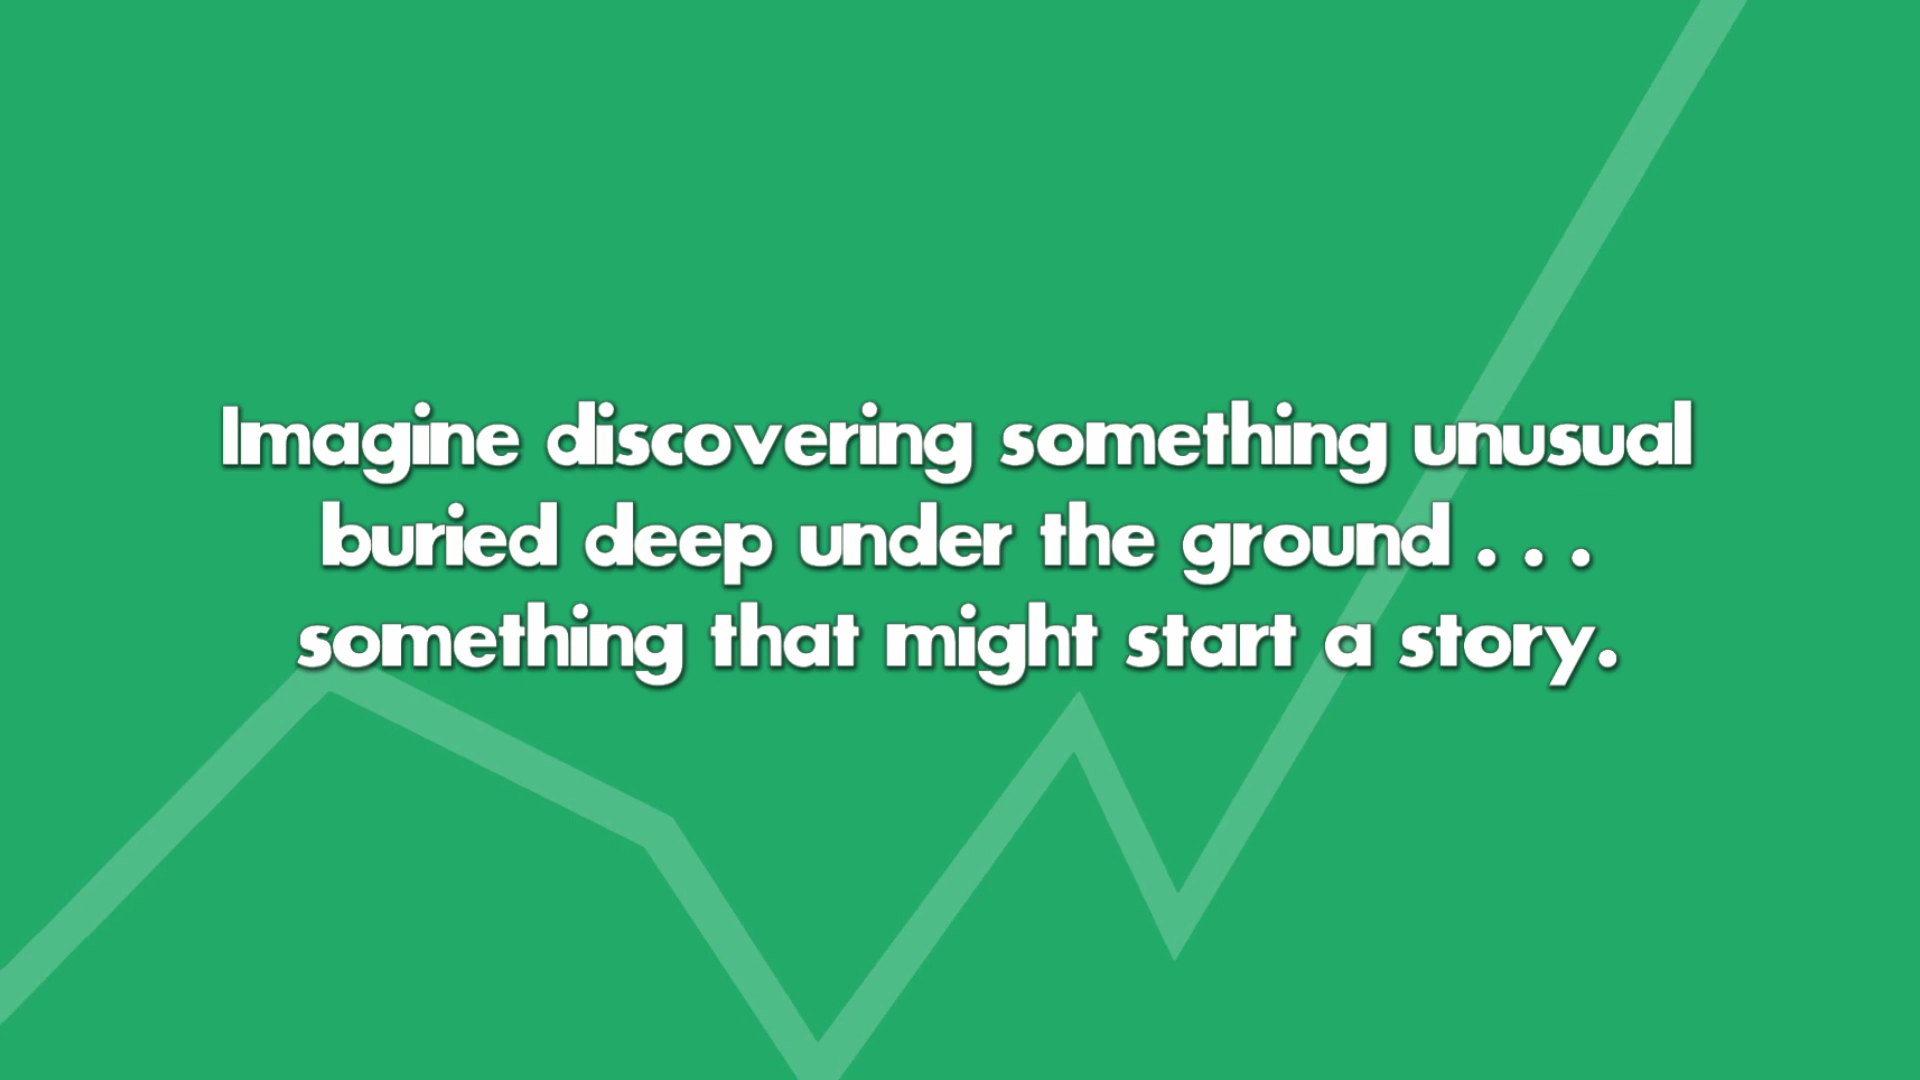 Imagine discovering something unusual
buried deep under the ground . . .
something that might start a story.